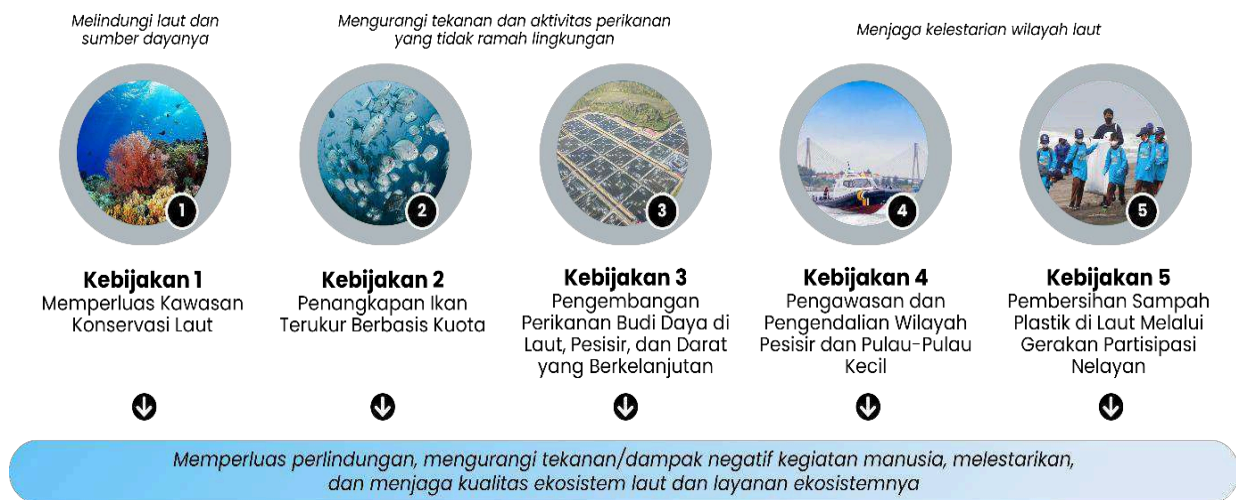 Melindungi laut dan
sumber dayanya
Mengurangi tekanan dan aktivitas perikanan
yang tidak ramah lingkungan
Menjaga kelestarian wilayah laut
1
2
3
4
5
Kebijakan 1
Memperluas Kawasan
Konservasi Laut
Kebijakan 2
Penangkapan Ikan
Terukur Berbasis Kuota
Kebijakan 3
Pengembangan
Perikanan Budi Daya di
Laut, Pesisir, dan Darat
yang Berkelanjutan
Kebijakan 4
Pengawasan dan
Pengendalian Wilayah
Pesisir dan Pulau-Pulau
Kecil
Kebijakan 5
Pembersihan Sampah
Plastik di Laut Melalui
Gerakan Partisipasi
Nelayan
Memperluas perlindungan, mengurangi tekanan/dampak negatif kegiatan manusia, melestarikan,
dan menjaga kualitas ekosistem laut dan layanan ekosistemnya